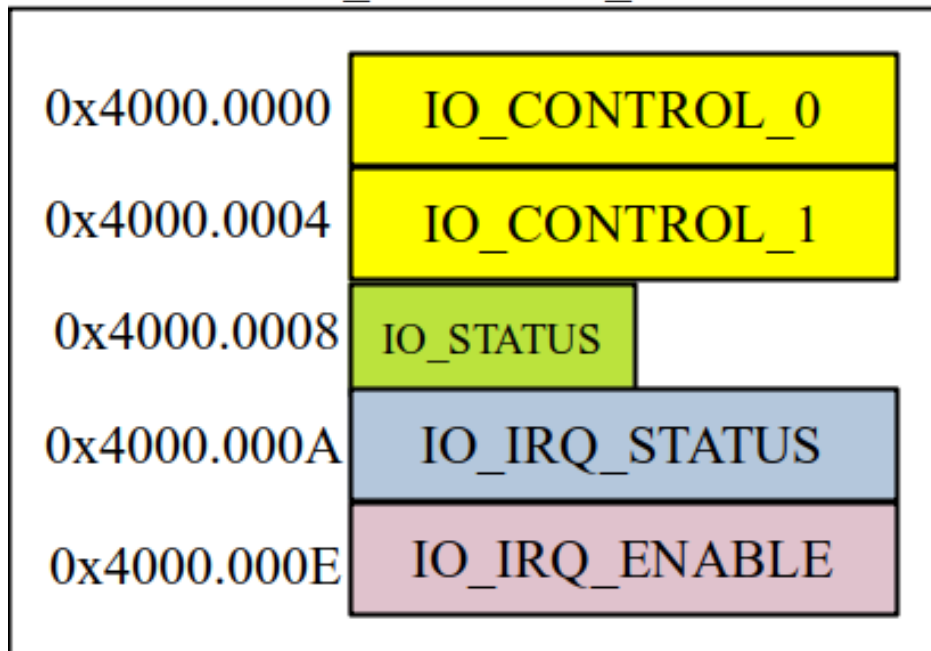 0x4000.0000 IO_CONTROL_0
0x4000.0004 IO_CONTROL_1
0x4000.0008 IO_STATUS
0x4000.000A IO_IRQ_STATUS
0x4000.000E IO_IRQ_ENABLE